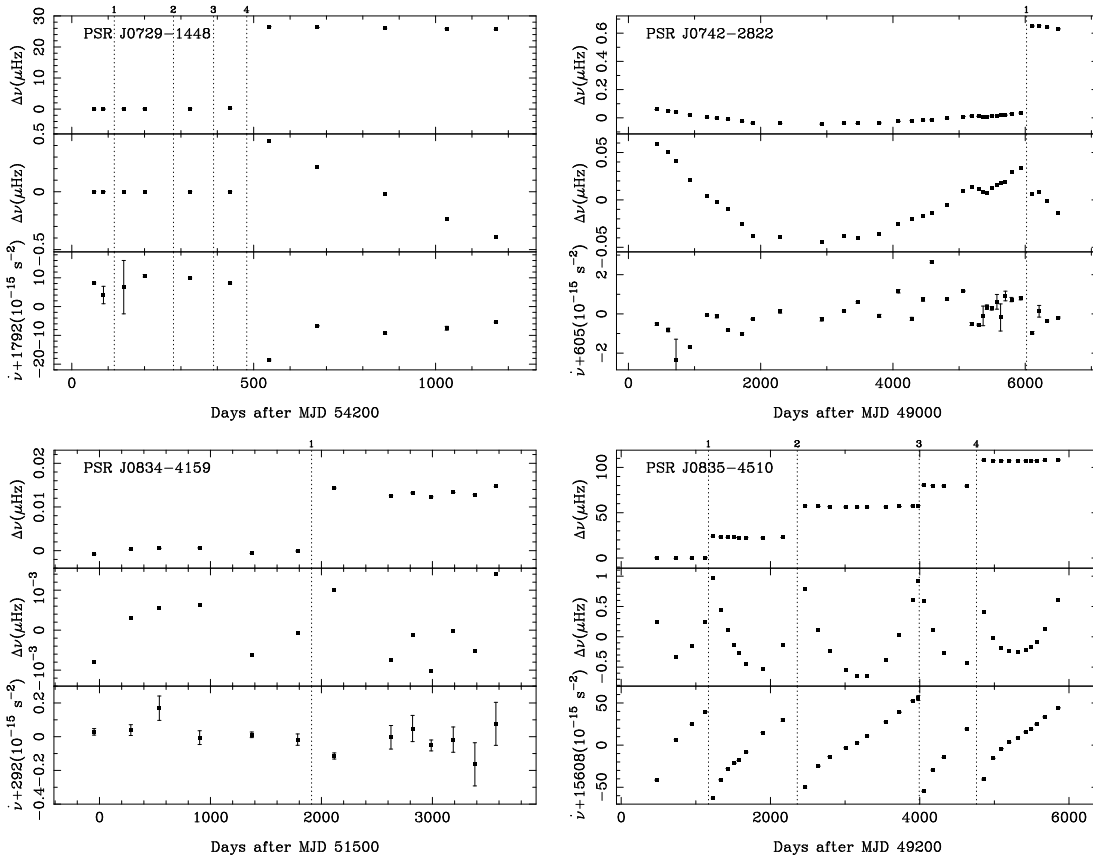 1 2 3 4
PSR J0729−1448
Δν(μHz)
0 10 20 30
Δν(μHz)
0.5 0 0.5
ν̇+1792(10⁻¹⁵ s⁻²)
−20 −10 0 10
0 500 1000
Days after MJD 54200
1
PSR J0742−2822
Δν(μHz)
0 0.2 0.4 0.6
Δν(μHz)
0.05 0 0.05
ν̇+605(10⁻¹⁵ s⁻²)
−2 0 2
0 2000 4000 6000
Days after MJD 49000
1
PSR J0834−4159
Δν(μHz)
0 0.01 0.02
Δν(μHz)
−10⁻³ 0 10⁻³
ν̇+292(10⁻¹⁵ s⁻²)
−0.4 −0.2 0 0.2
0 1000 2000 3000
Days after MJD 51500
1 2 3 4
PSR J0835−4510
Δν(μHz)
0 50 100
Δν(μHz)
−0.5 0 0.5 1
ν̇+15608(10⁻¹⁵ s⁻²)
−50 0 50
0 2000 4000 6000
Days after MJD 49200